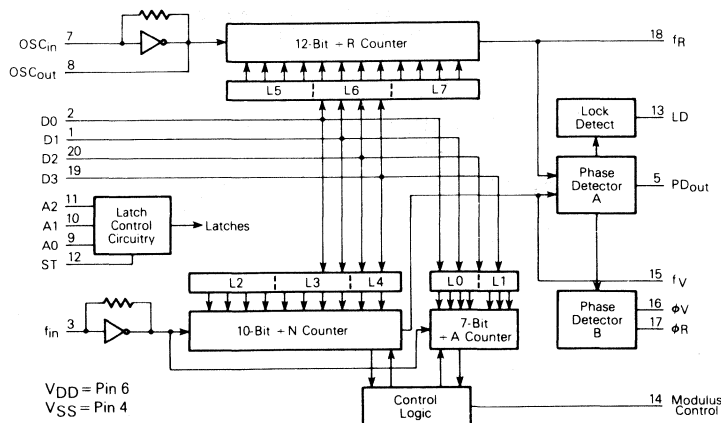 OSCin 7
OSCout 8
12-Bit ÷ R Counter
18 fR
L5 L6 L7
D0 2
D1 1
D2 20
D3 19
Lock
Detect
13 LD
Phase
Detector
A
5 PDout
A2 11
A1 10
A0 9
ST 12
Latch
Control
Circuitry
Latches
L2 L3 L4
L0 L1
15 fV
fin 3
10-Bit ÷ N Counter
7-Bit
÷ A Counter
Phase
Detector
B
16 ϕV
17 ϕR
VDD = Pin 6
VSS = Pin 4
Control
Logic
14 Modulus
Control